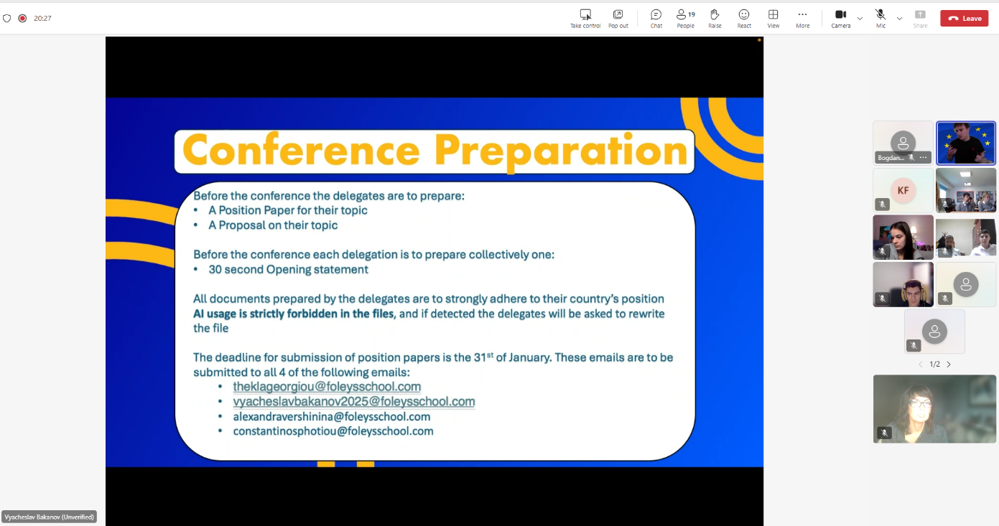 20:27
Take control
Pop out
Chat
19
People
Raise
React
View
More
Camera
Mic
Share
Leave
Conference Preparation
Before the conference the delegates are to prepare:
• A Position Paper for their topic
• A Proposal on their topic
Before the conference each delegation is to prepare collectively one:
• 30 second Opening statement
All documents prepared by the delegates are to strongly adhere to their country's position
AI usage is strictly forbidden in the files, and if detected the delegates will be asked to rewrite
the file
The deadline for submission of position papers is the 31st of January. These emails are to be
submitted to all 4 of the following emails:
• theklageorgiou@foleysschool.com
• vyacheslavbakanov2025@foleysschool.com
• alexandravershinina@foleysschool.com
• constantinosphotiou@foleysschool.com
Bogdan...
KF
1/2
Vyacheslav Bakanov (Unverified)